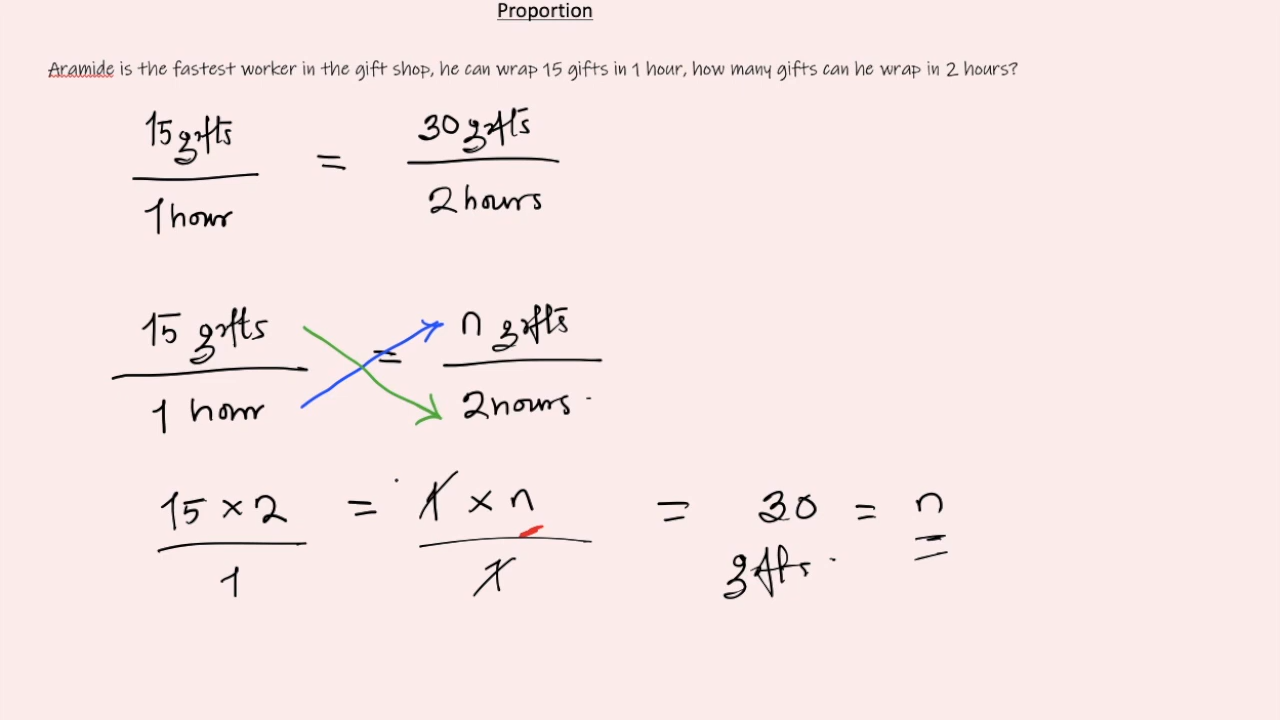 Proportion
Aramide is the fastest worker in the gift shop, he can wrap 15 gifts in 1 hour, how many gifts can he wrap in 2 hours?
15 gifts = 30 gifts
1 hour 2 hours
15 gifts = n gifts
1 hour 2 hours
15 × 2 = 1 × n = 30 = n
1 1 gifts